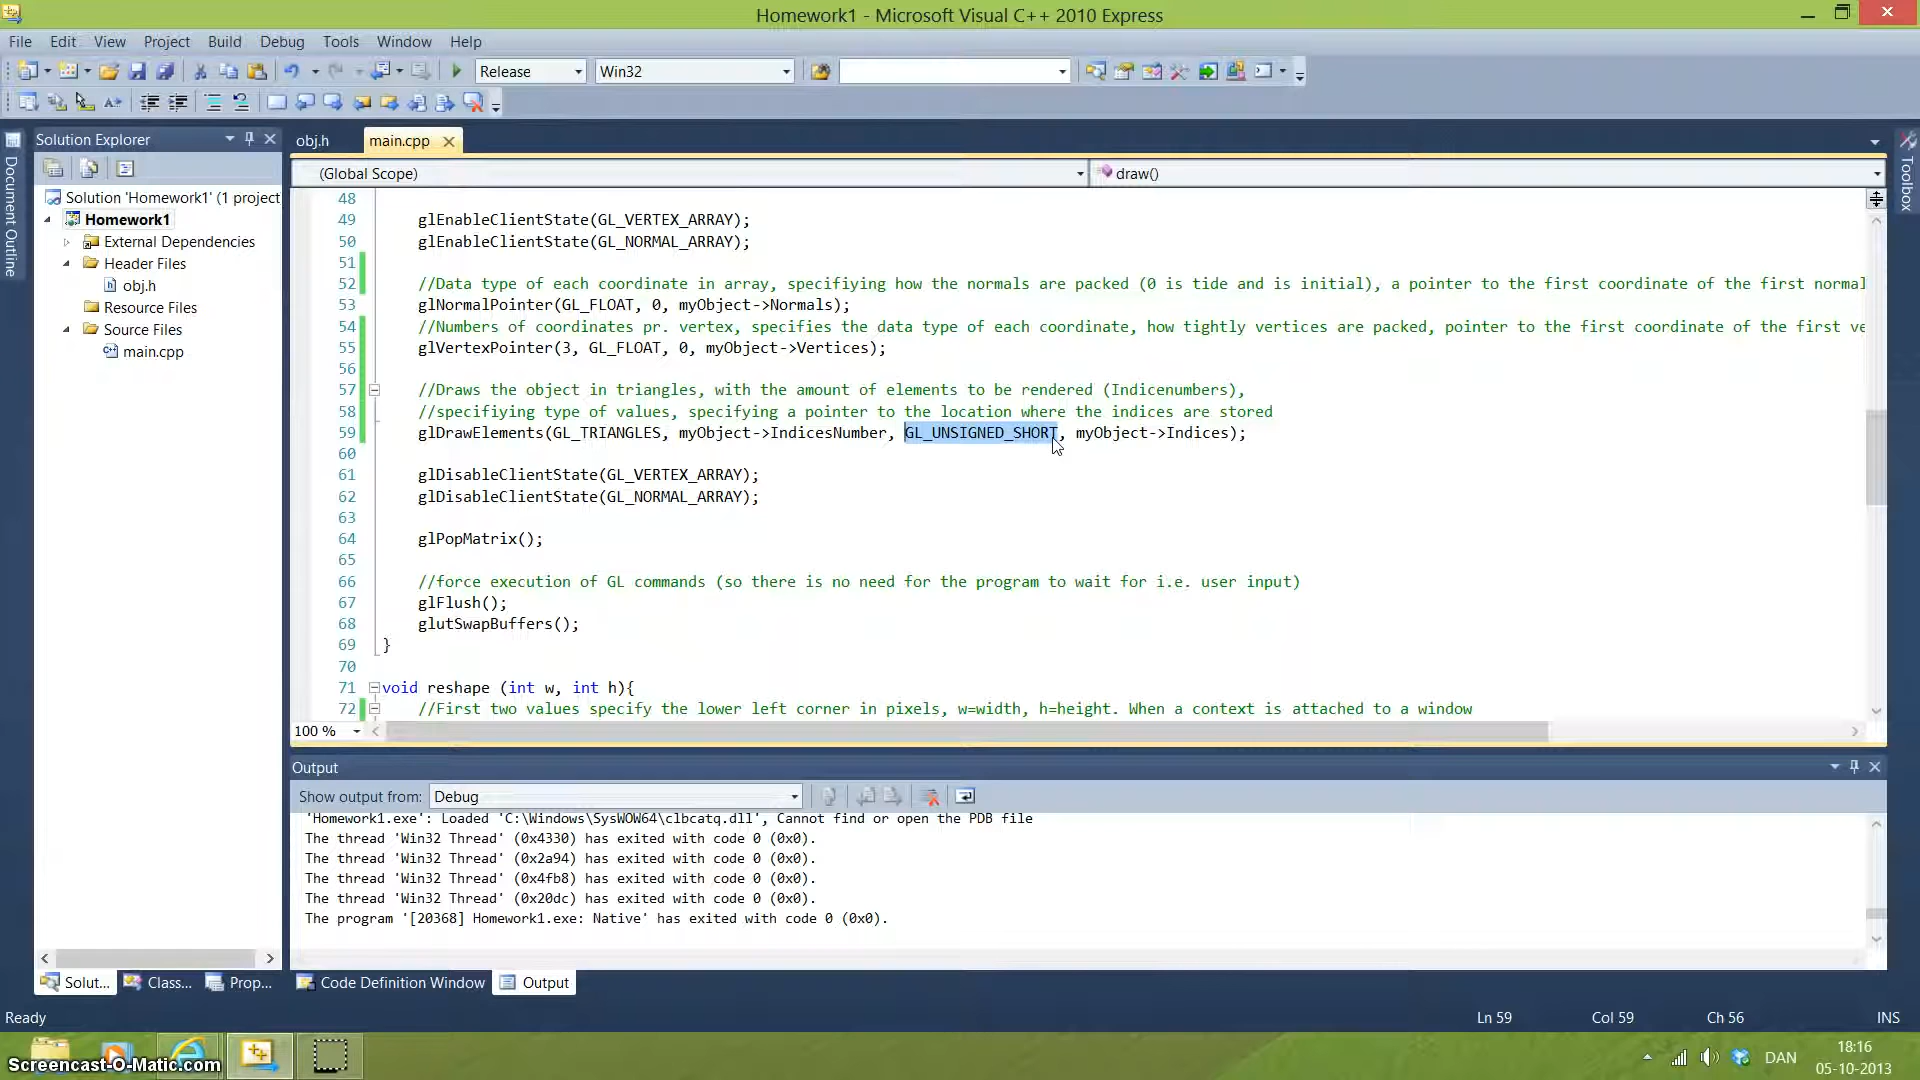 Homework1 - Microsoft Visual C++ 2010 Express
File Edit View Project Build Debug Tools Window Help
Release Win32
Solution Explorer
obj.h main.cpp
Document Outline
Toolbox
(Global Scope) draw()
Solution 'Homework1' (1 project
Homework1
External Dependencies
Header Files
obj.h
Resource Files
Source Files
main.cpp
48
49 glEnableClientState(GL_VERTEX_ARRAY);
50 glEnableClientState(GL_NORMAL_ARRAY);
51
52 //Data type of each coordinate in array, specifiying how the normals are packed (0 is tide and is initial), a pointer to the first coordinate of the first normal
53 glNormalPointer(GL_FLOAT, 0, myObject->Normals);
54 //Numbers of coordinates pr. vertex, specifies the data type of each coordinate, how tightly vertices are packed, pointer to the first coordinate of the first ve
55 glVertexPointer(3, GL_FLOAT, 0, myObject->Vertices);
56
57 //Draws the object in triangles, with the amount of elements to be rendered (Indicenumbers),
58 //specifiying type of values, specifying a pointer to the location where the indices are stored
59 glDrawElements(GL_TRIANGLES, myObject->IndicesNumber, GL_UNSIGNED_SHORT, myObject->Indices);
60
61 glDisableClientState(GL_VERTEX_ARRAY);
62 glDisableClientState(GL_NORMAL_ARRAY);
63
64 glPopMatrix();
65
66 //force execution of GL commands (so there is no need for the program to wait for i.e. user input)
67 glFlush();
68 glutSwapBuffers();
69 }
70
71 void reshape (int w, int h){
72 //First two values specify the lower left corner in pixels, w=width, h=height. When a context is attached to a window
100 %
Output
Show output from: Debug
'Homework1.exe': Loaded 'C:\Windows\SysWOW64\clbcatq.dll', Cannot find or open the PDB file
The thread 'Win32 Thread' (0x4330) has exited with code 0 (0x0).
The thread 'Win32 Thread' (0x2a94) has exited with code 0 (0x0).
The thread 'Win32 Thread' (0x4fb8) has exited with code 0 (0x0).
The thread 'Win32 Thread' (0x20dc) has exited with code 0 (0x0).
The program '[20368] Homework1.exe: Native' has exited with code 0 (0x0).
Solut... Class... Prop... Code Definition Window Output
Ready Ln 59 Col 59 Ch 56 INS
Screencast-O-Matic.com
DAN
18:16
05-10-2013